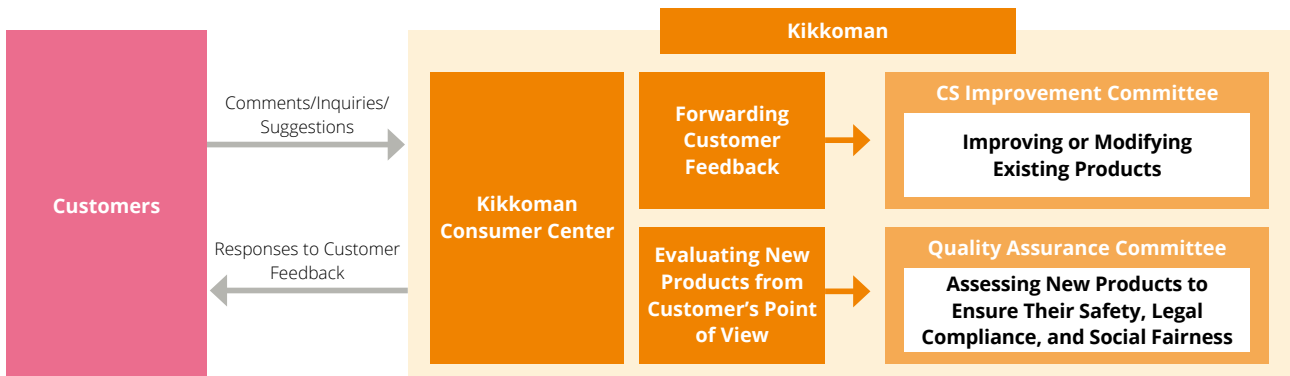 Kikkoman
Customers
Comments/Inquiries/
Suggestions
Responses to Customer
Feedback
Kikkoman
Consumer Center
Forwarding
Customer
Feedback
CS Improvement Committee
Improving or Modifying
Existing Products
Evaluating New
Products from
Customer’s Point
of View
Quality Assurance Committee
Assessing New Products to
Ensure Their Safety, Legal
Compliance, and Social Fairness